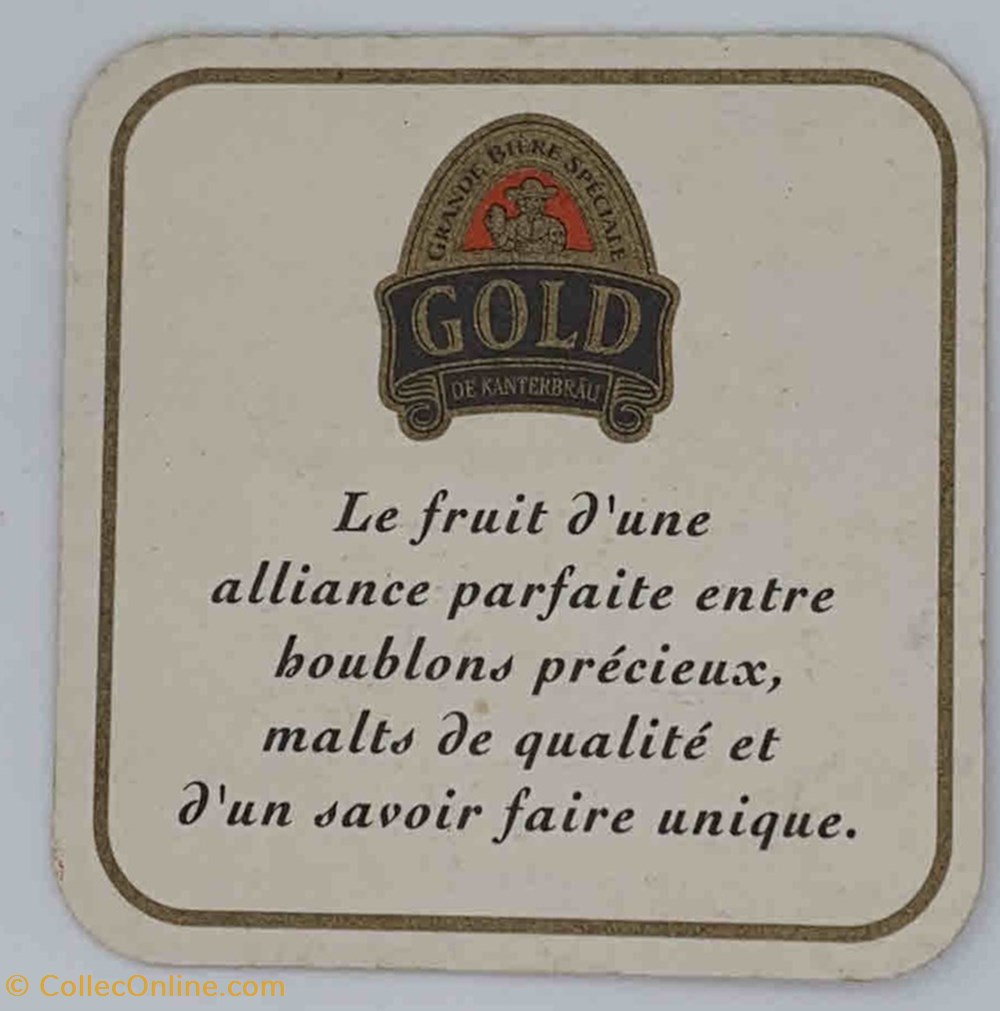 GRANDE BIÈRE SPÉCIALE
GOLD
DE KANTERBRÄU
Le fruit d'une
alliance parfaite entre
houblons précieux,
malts de qualité et
d'un savoir faire unique.
© CollecOnline.com